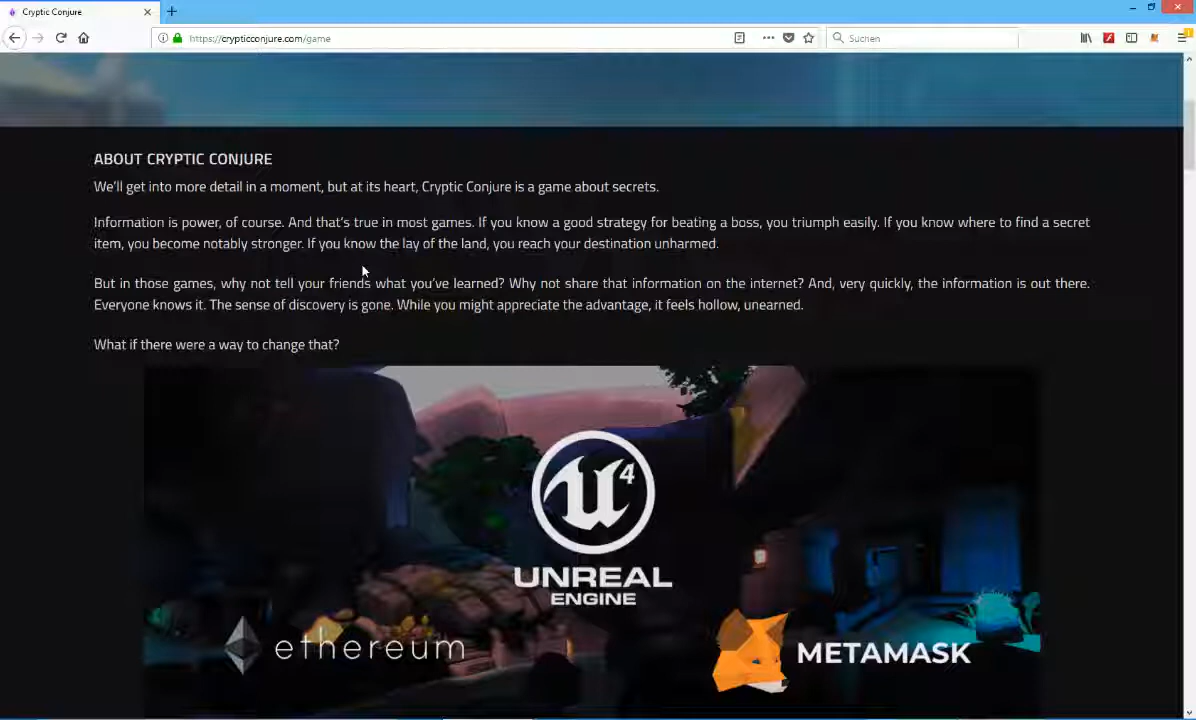 Cryptic Conjure
https://crypticconjure.com/game
Suchen
ABOUT CRYPTIC CONJURE
We'll get into more detail in a moment, but at its heart, Cryptic Conjure is a game about secrets.
Information is power, of course. And that's true in most games. If you know a good strategy for beating a boss, you triumph easily. If you know where to find a secret
item, you become notably stronger. If you know the lay of the land, you reach your destination unharmed.
But in those games, why not tell your friends what you've learned? Why not share that information on the internet? And, very quickly, the information is out there.
Everyone knows it. The sense of discovery is gone. While you might appreciate the advantage, it feels hollow, unearned.
What if there were a way to change that?
U4
UNREAL
ENGINE
ethereum
METAMASK